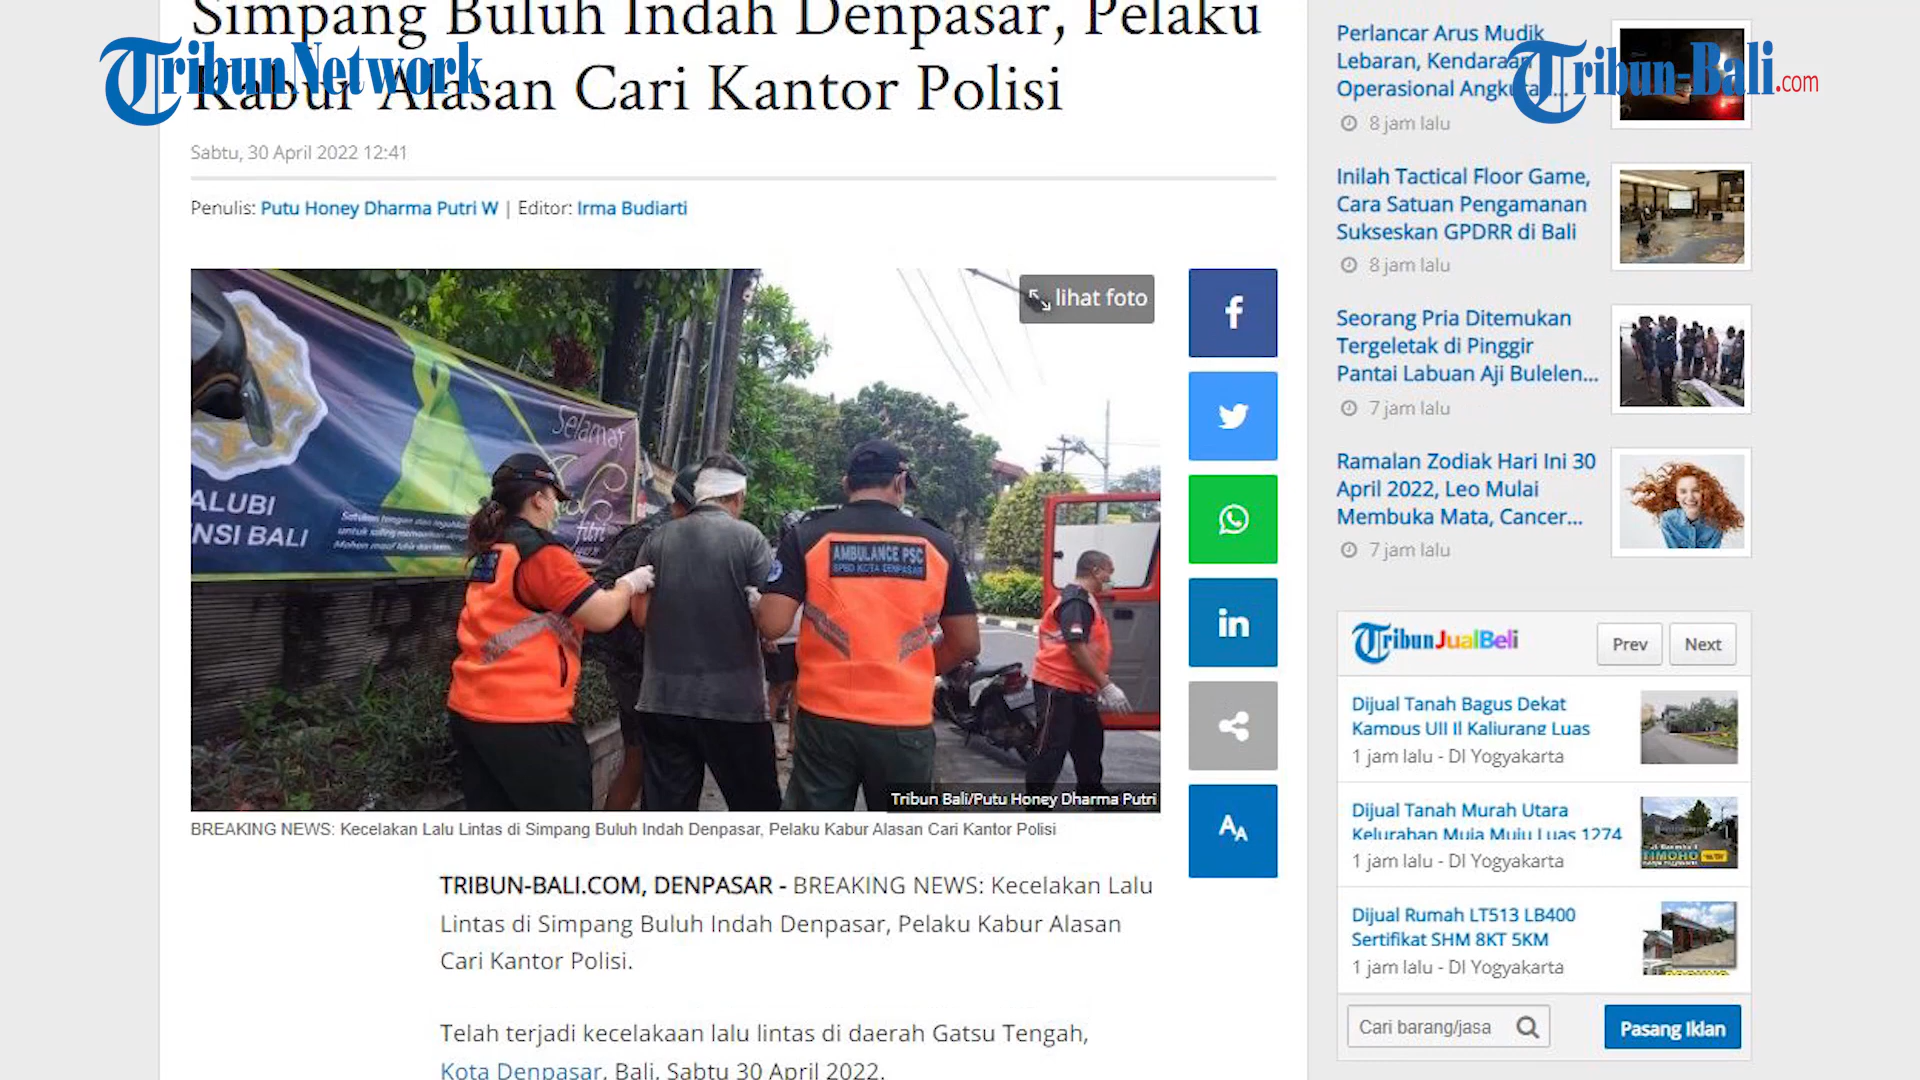 Simpang Buluh Indah Denpasar, Pelaku
Kabur Alasan Cari Kantor Polisi
TribunNetwork
Tribun-Bali.com
Sabtu, 30 April 2022 12:41
Penulis: Putu Honey Dharma Putri W | Editor: Irma Budiarti
lihat foto
Selamat
fitri
ALUBI
NSI BALI
AMBULANCE PSC
BPBD KOTA DENPASAR
Tribun Bali/Putu Honey Dharma Putri
BREAKING NEWS: Kecelakan Lalu Lintas di Simpang Buluh Indah Denpasar, Pelaku Kabur Alasan Cari Kantor Polisi
TRIBUN-BALI.COM, DENPASAR - BREAKING NEWS: Kecelakan Lalu
Lintas di Simpang Buluh Indah Denpasar, Pelaku Kabur Alasan
Cari Kantor Polisi.
Telah terjadi kecelakaan lalu lintas di daerah Gatsu Tengah,
Kota Denpasar, Bali, Sabtu 30 April 2022.
Perlancar Arus Mudik
Lebaran, Kendaraan
Operasional Angkutan...
8 jam lalu
Inilah Tactical Floor Game,
Cara Satuan Pengamanan
Sukseskan GPDRR di Bali
8 jam lalu
Seorang Pria Ditemukan
Tergeletak di Pinggir
Pantai Labuan Aji Bulelen...
7 jam lalu
Ramalan Zodiak Hari Ini 30
April 2022, Leo Mulai
Membuka Mata, Cancer...
7 jam lalu
TribunJualBeli
Prev
Next
Dijual Tanah Bagus Dekat
Kampus UII Jl Kaliurang Luas
1 jam lalu - DI Yogyakarta
Dijual Tanah Murah Utara
Kelurahan Muja Muju Luas 1274
1 jam lalu - DI Yogyakarta
TIMOHO
Dijual Rumah LT513 LB400
Sertifikat SHM 8KT 5KM
1 jam lalu - DI Yogyakarta
Cari barang/jasa
Pasang Iklan